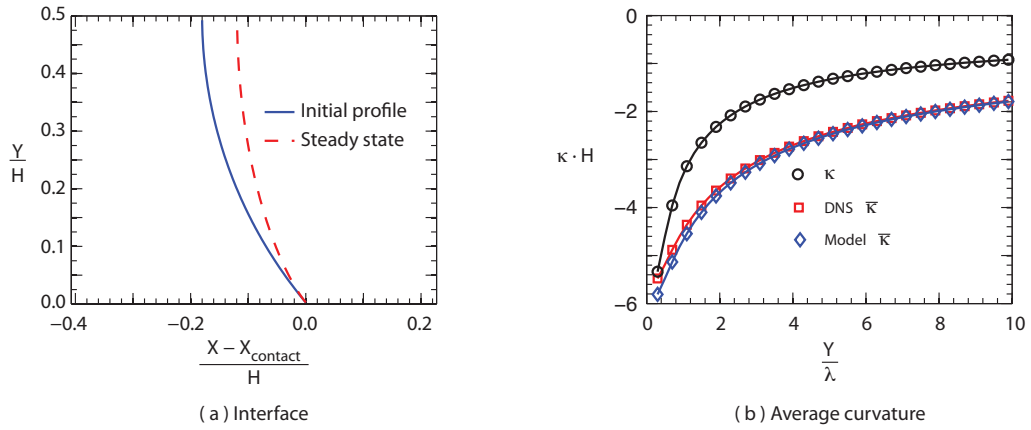 0.5
0.4
0.3
0.2
0.1
0.0
Y
H
Initial profile
Steady state
−0.4
−0.2
0.0
0.2
X − Xcontact
H
( a ) Interface
0
−2
−4
−6
κ · H
κ
DNS κ̅
Model κ̅
0
2
4
6
8
10
Y
λ
( b ) Average curvature